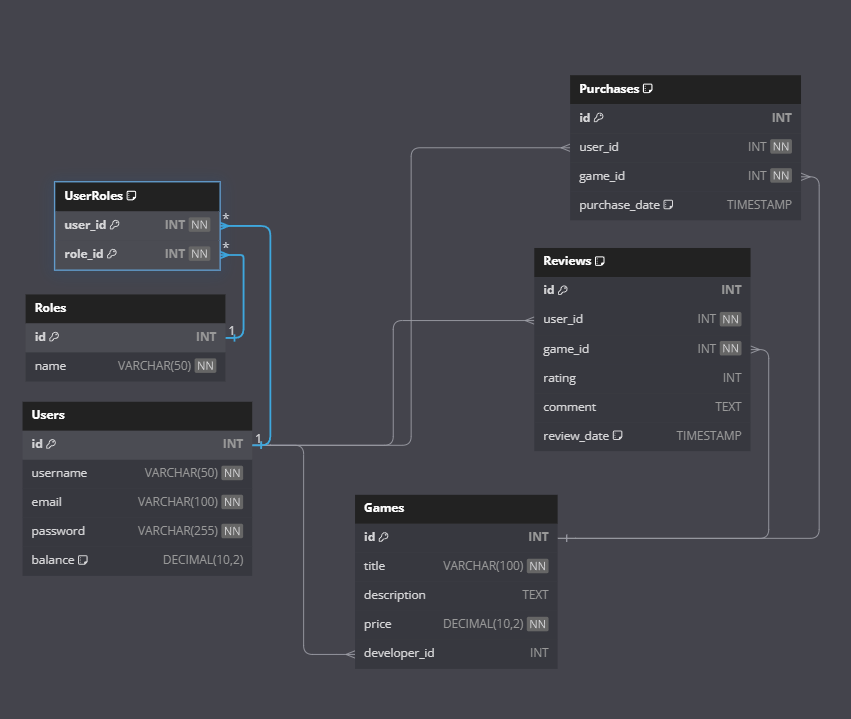 Purchases
id INT
user_id INT NN
game_id INT NN
purchase_date TIMESTAMP
UserRoles
user_id INT NN *
role_id INT NN *
Reviews
id INT
user_id INT NN
game_id INT NN
rating INT
comment TEXT
review_date TIMESTAMP
Roles
id INT 1
name VARCHAR(50) NN
Users
id INT 1
username VARCHAR(50) NN
email VARCHAR(100) NN
password VARCHAR(255) NN
balance DECIMAL(10,2)
Games
id INT
title VARCHAR(100) NN
description TEXT
price DECIMAL(10,2) NN
developer_id INT